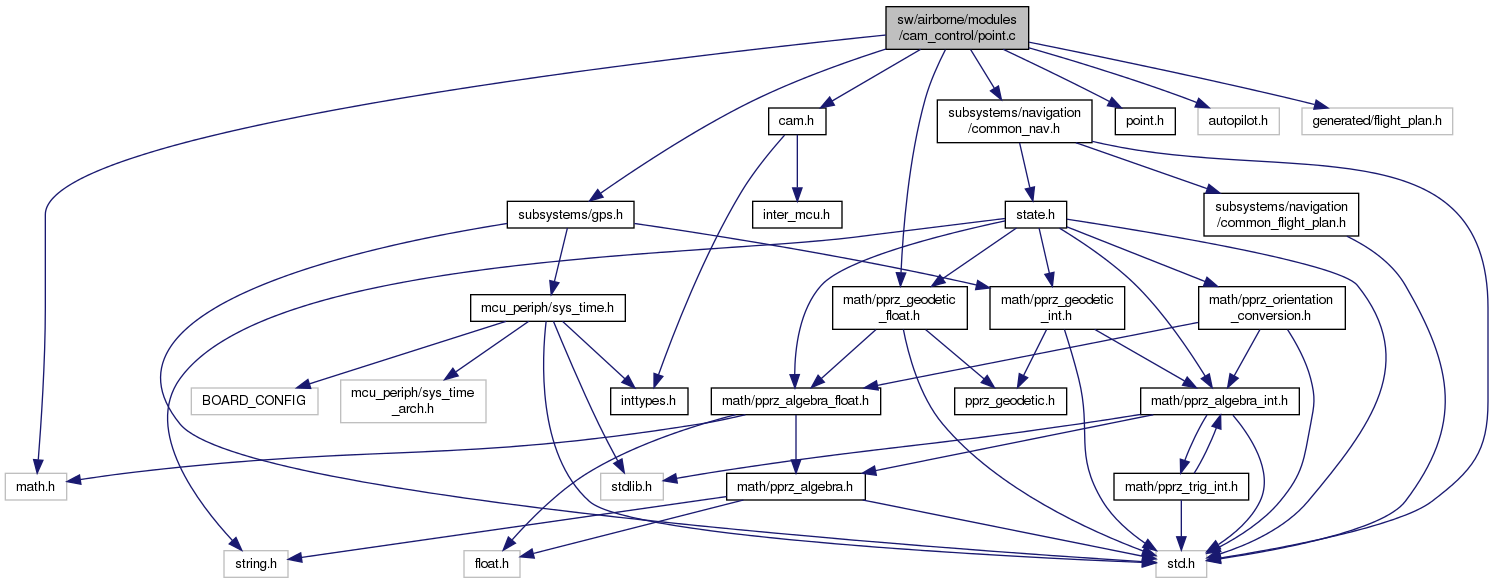 sw/airborne/modules
/cam_control/point.c
cam.h
subsystems/navigation
/common_nav.h
point.h
autopilot.h
generated/flight_plan.h
subsystems/gps.h
inter_mcu.h
state.h
subsystems/navigation
/common_flight_plan.h
mcu_periph/sys_time.h
math/pprz_geodetic
_float.h
math/pprz_geodetic
_int.h
math/pprz_orientation
_conversion.h
BOARD_CONFIG
mcu_periph/sys_time
_arch.h
inttypes.h
math/pprz_algebra_float.h
pprz_geodetic.h
math/pprz_algebra_int.h
math.h
stdlib.h
math/pprz_algebra.h
math/pprz_trig_int.h
string.h
float.h
std.h